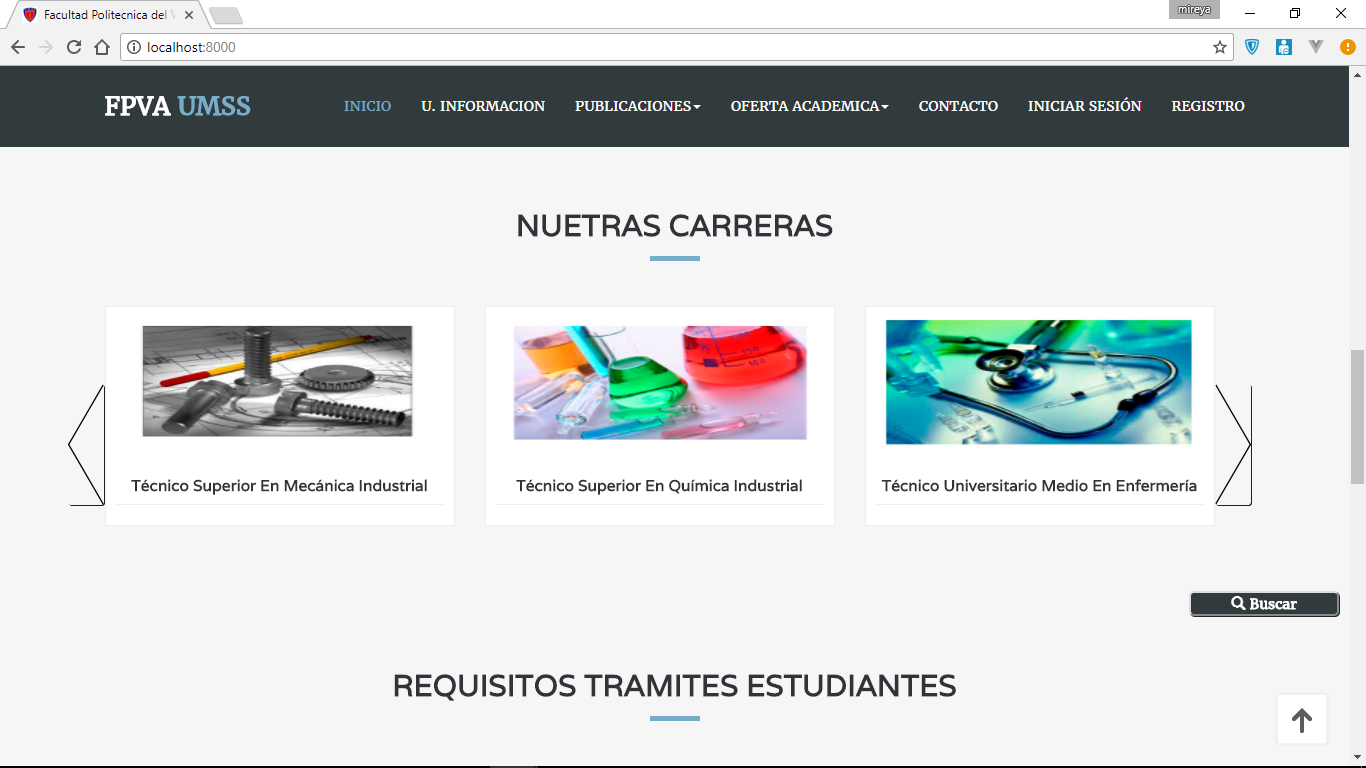 Facultad Politecnica del V
mireya
localhost:8000
FPVA UMSS
INICIO
U. INFORMACION
PUBLICACIONES
OFERTA ACADEMICA
CONTACTO
INICIAR SESIÓN
REGISTRO
NUETRAS CARRERAS
Técnico Superior En Mecánica Industrial
Técnico Superior En Química Industrial
Técnico Universitario Medio En Enfermería
Buscar
REQUISITOS TRAMITES ESTUDIANTES